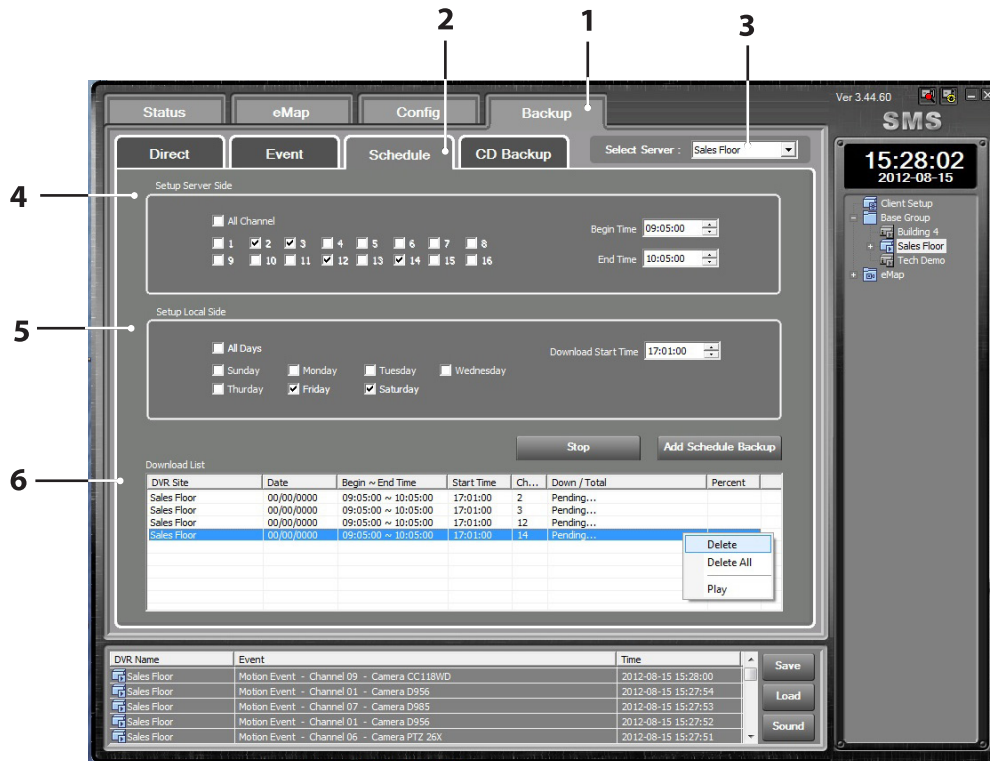 2
1
3
Status eMap Config Backup
Ver 3.44.60
SMS
Direct Event Schedule CD Backup Select Server : Sales Floor
15:28:02
2012-08-15
4
Setup Server Side
All Channel
1 2 3 4 5 6 7 8
9 10 11 12 13 14 15 16
Begin Time 09:05:00
End Time 10:05:00
Client Setup
Base Group
Building 4
Sales Floor
Tech Demo
eMap
5
Setup Local Side
All Days
Sunday Monday Tuesday Wednesday
Thurday Friday Saturday
Download Start Time 17:01:00
Stop Add Schedule Backup
6
Download List
DVR Site Date Begin ~ End Time Start Time Ch... Down / Total Percent
Sales Floor 00/00/0000 09:05:00 ~ 10:05:00 17:01:00 2 Pending...
Sales Floor 00/00/0000 09:05:00 ~ 10:05:00 17:01:00 3 Pending...
Sales Floor 00/00/0000 09:05:00 ~ 10:05:00 17:01:00 12 Pending...
Sales Floor 00/00/0000 09:05:00 ~ 10:05:00 17:01:00 14 Pending...
Delete
Delete All
Play
DVR Name Event Time
Sales Floor Motion Event - Channel 09 - Camera CC118WD 2012-08-15 15:28:00
Sales Floor Motion Event - Channel 01 - Camera D956 2012-08-15 15:27:54
Sales Floor Motion Event - Channel 07 - Camera D985 2012-08-15 15:27:53
Sales Floor Motion Event - Channel 01 - Camera D956 2012-08-15 15:27:52
Sales Floor Motion Event - Channel 06 - Camera PTZ 26X 2012-08-15 15:27:51
Save
Load
Sound